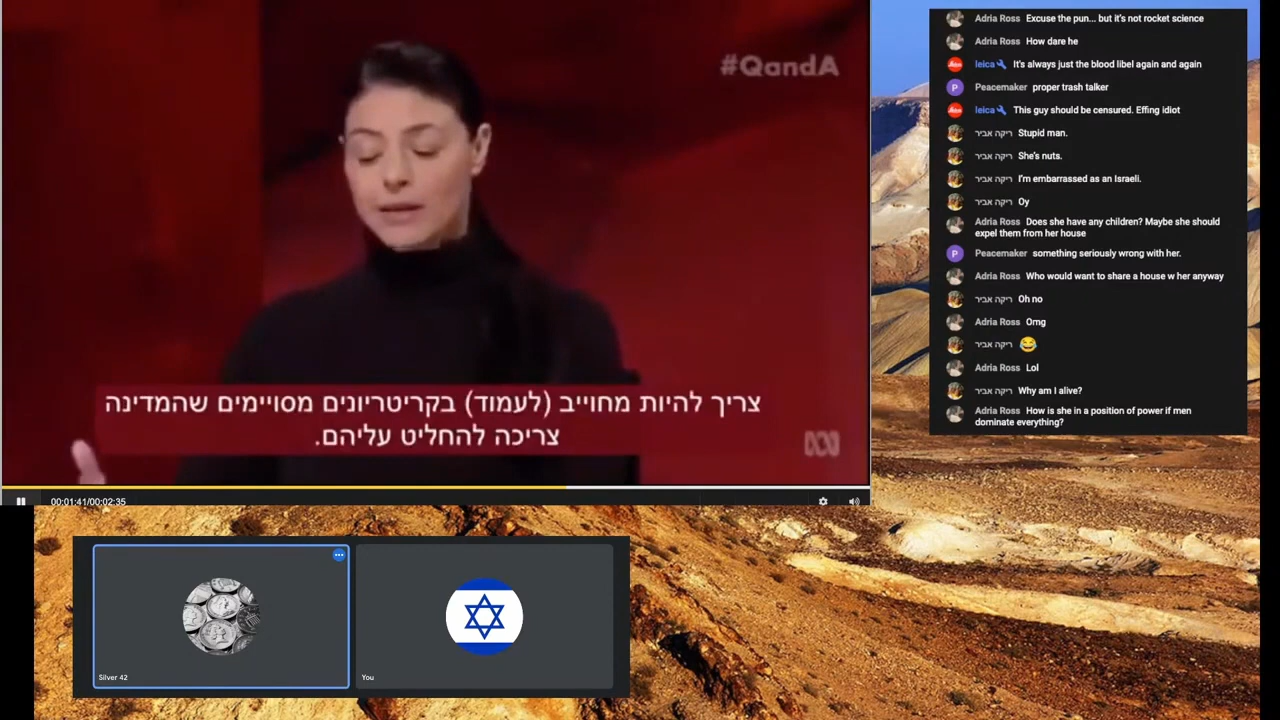 #QandA
צריך להיות מחוייב (לעמוד) בקריטריונים מסויימים שהמדינה
צריכה להחליט עליהם.
00:01:41/00:02:35
Adria Ross Excuse the pun... but it's not rocket science
Adria Ross How dare he
leica It's always just the blood libel again and again
P Peacemaker proper trash talker
leica This guy should be censured. Effing idiot
ריקה אביר Stupid man.
ריקה אביר She's nuts.
ריקה אביר I'm embarrassed as an Israeli.
ריקה אביר Oy
Adria Ross Does she have any children? Maybe she should
expel them from her house
P Peacemaker something seriously wrong with her.
Adria Ross Who would want to share a house w her anyway
ריקה אביר Oh no
Adria Ross Omg
ריקה אביר 😂
Adria Ross Lol
ריקה אביר Why am I alive?
Adria Ross How is she in a position of power if men
dominate everything?
Silver 42
You